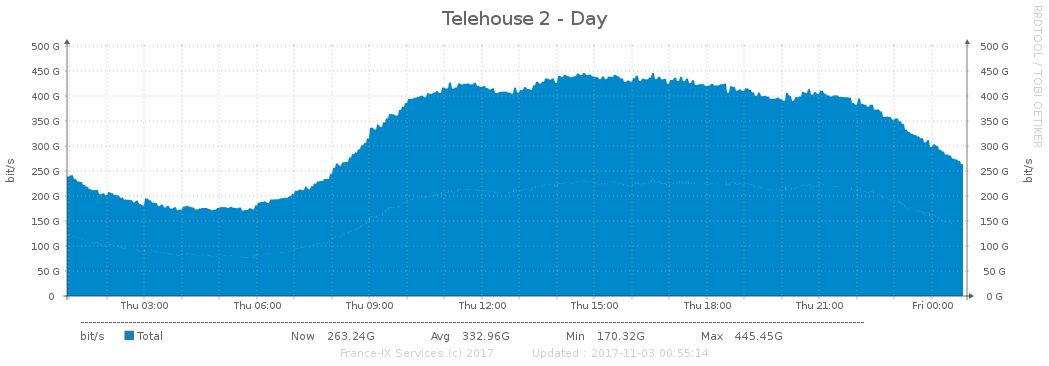 Telehouse 2 - Day
RRDTOOL / TOBI OETIKER
bit/s
500 G 500 G
450 G 450 G
400 G 400 G
350 G 350 G
300 G 300 G
250 G 250 G
200 G 200 G
150 G 150 G
100 G 100 G
50 G 50 G
0 0 G
bit/s
Thu 03:00 Thu 06:00 Thu 09:00 Thu 12:00 Thu 15:00 Thu 18:00 Thu 21:00 Fri 00:00
bit/s Total Now 263.24G Avg 332.96G Min 170.32G Max 445.45G
France-IX Services (c) 2017 Updated : 2017-11-03 00:55:14